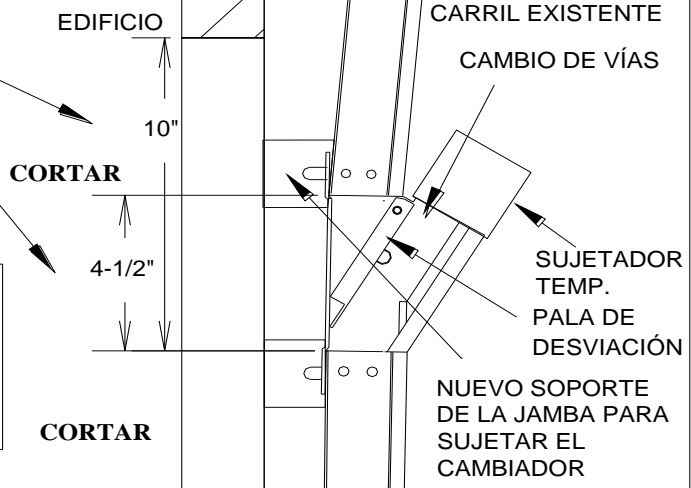 EDIFICIO
CARRIL EXISTENTE
CAMBIO DE VÍAS
10"
CORTAR
4-1/2"
SUJETADOR
TEMP.
PALA DE
DESVIACIÓN
NUEVO SOPORTE
DE LA JAMBA PARA
SUJETAR EL
CAMBIADOR
CORTAR